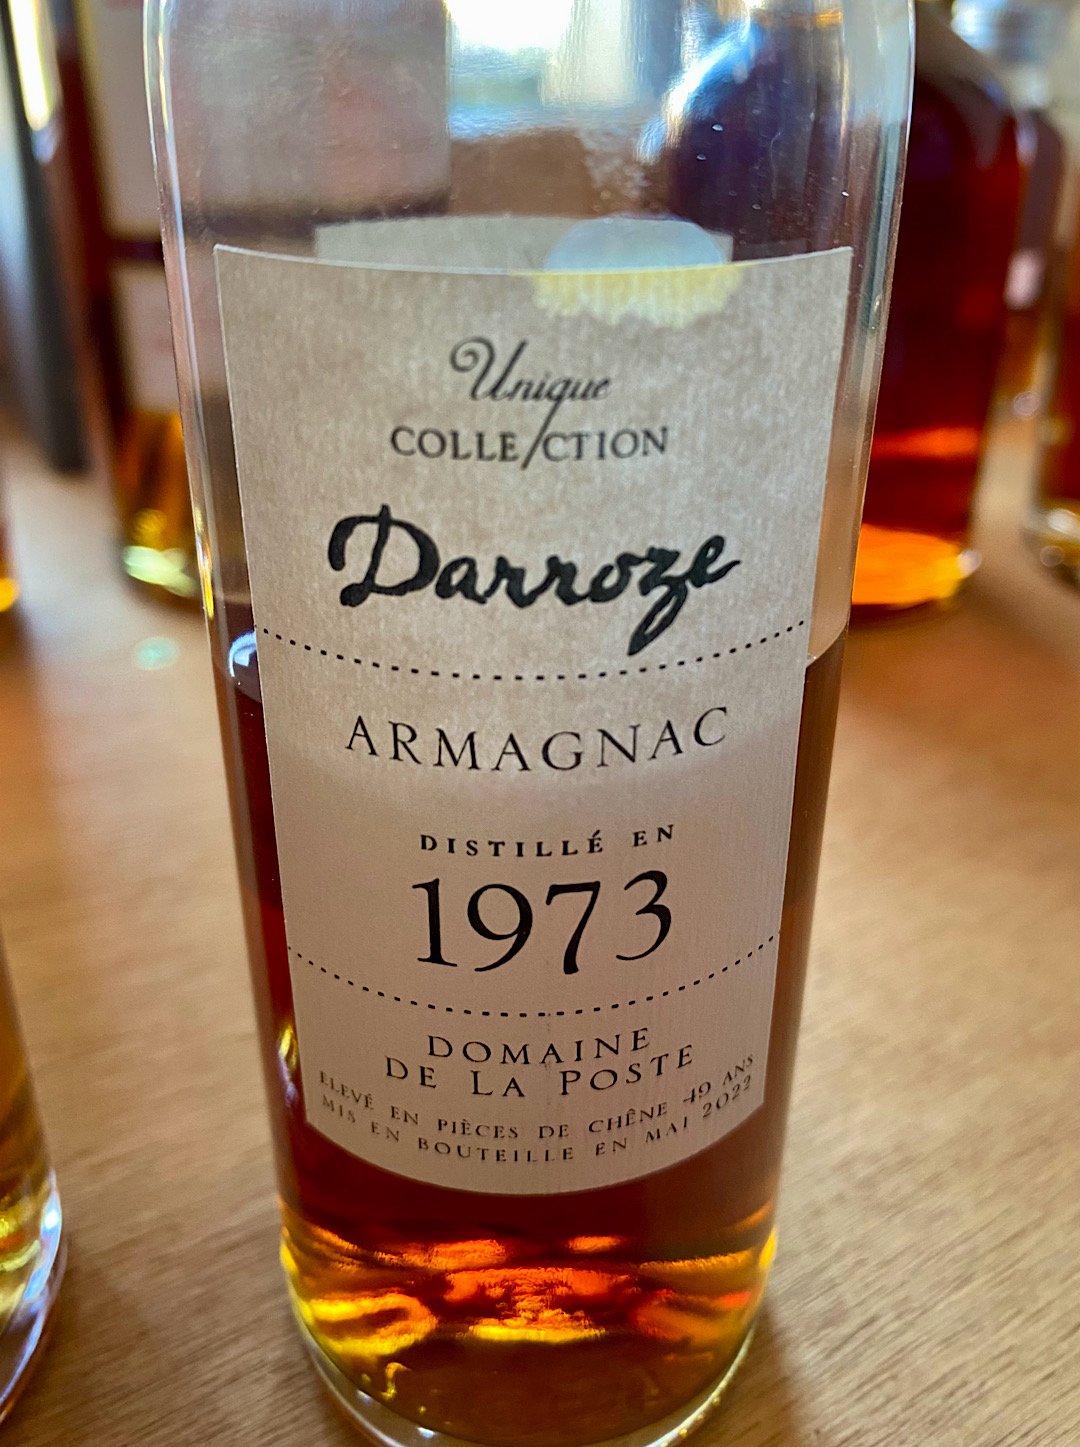 Unique
COLLECTION
Darroze
ARMAGNAC
DISTILLÉ EN
1973
DOMAINE
DE LA POSTE
ELEVÉ EN PIÈCES DE CHÊNE 49 ANS
MIS EN BOUTEILLE EN MAI 2022